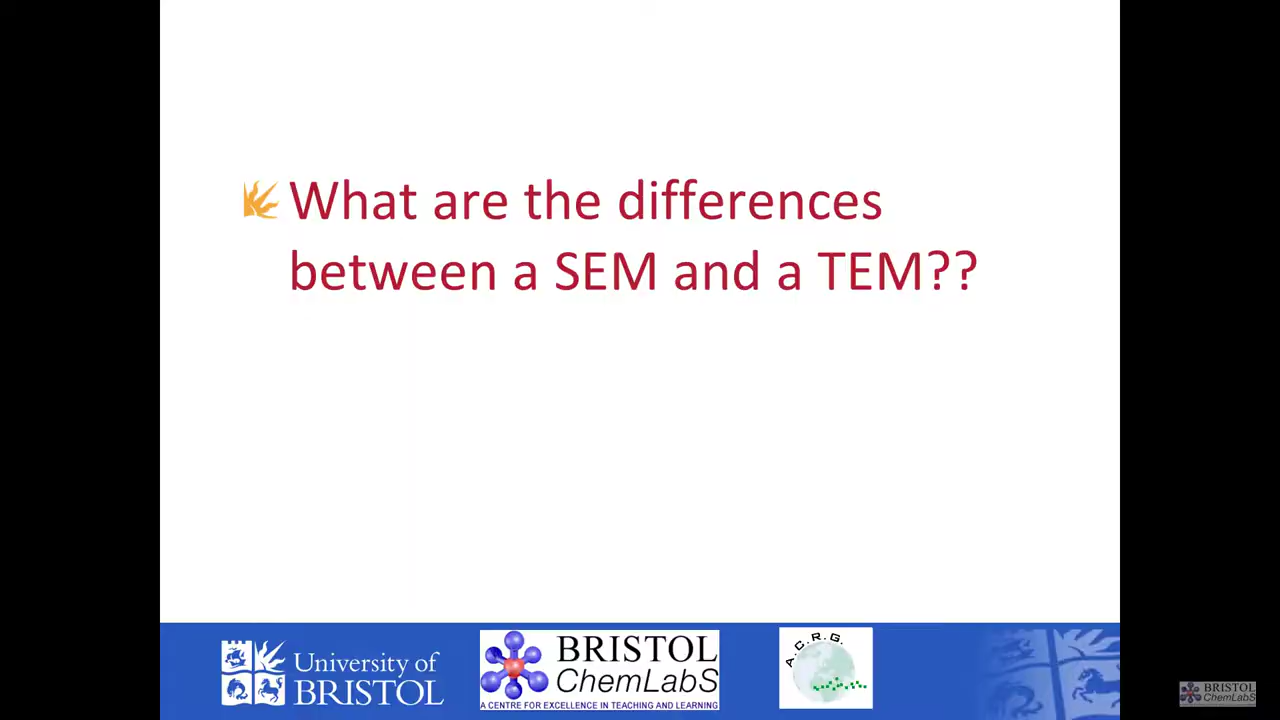 What are the differences
between a SEM and a TEM??
University of
BRISTOL
BRISTOL
ChemLabS
A CENTRE FOR EXCELLENCE IN TEACHING AND LEARNING
A.C.R.G.
BRISTOL
ChemLabS